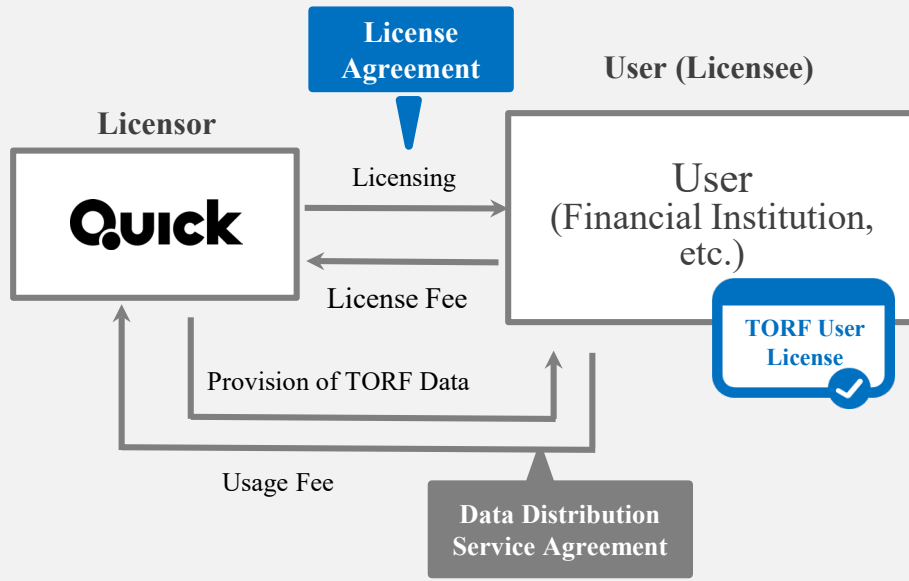 License
Agreement
User (Licensee)
Licensor
Quick
Licensing
User
(Financial Institution,
etc.)
License Fee
TORF User
License
Provision of TORF Data
Usage Fee
Data Distribution
Service Agreement